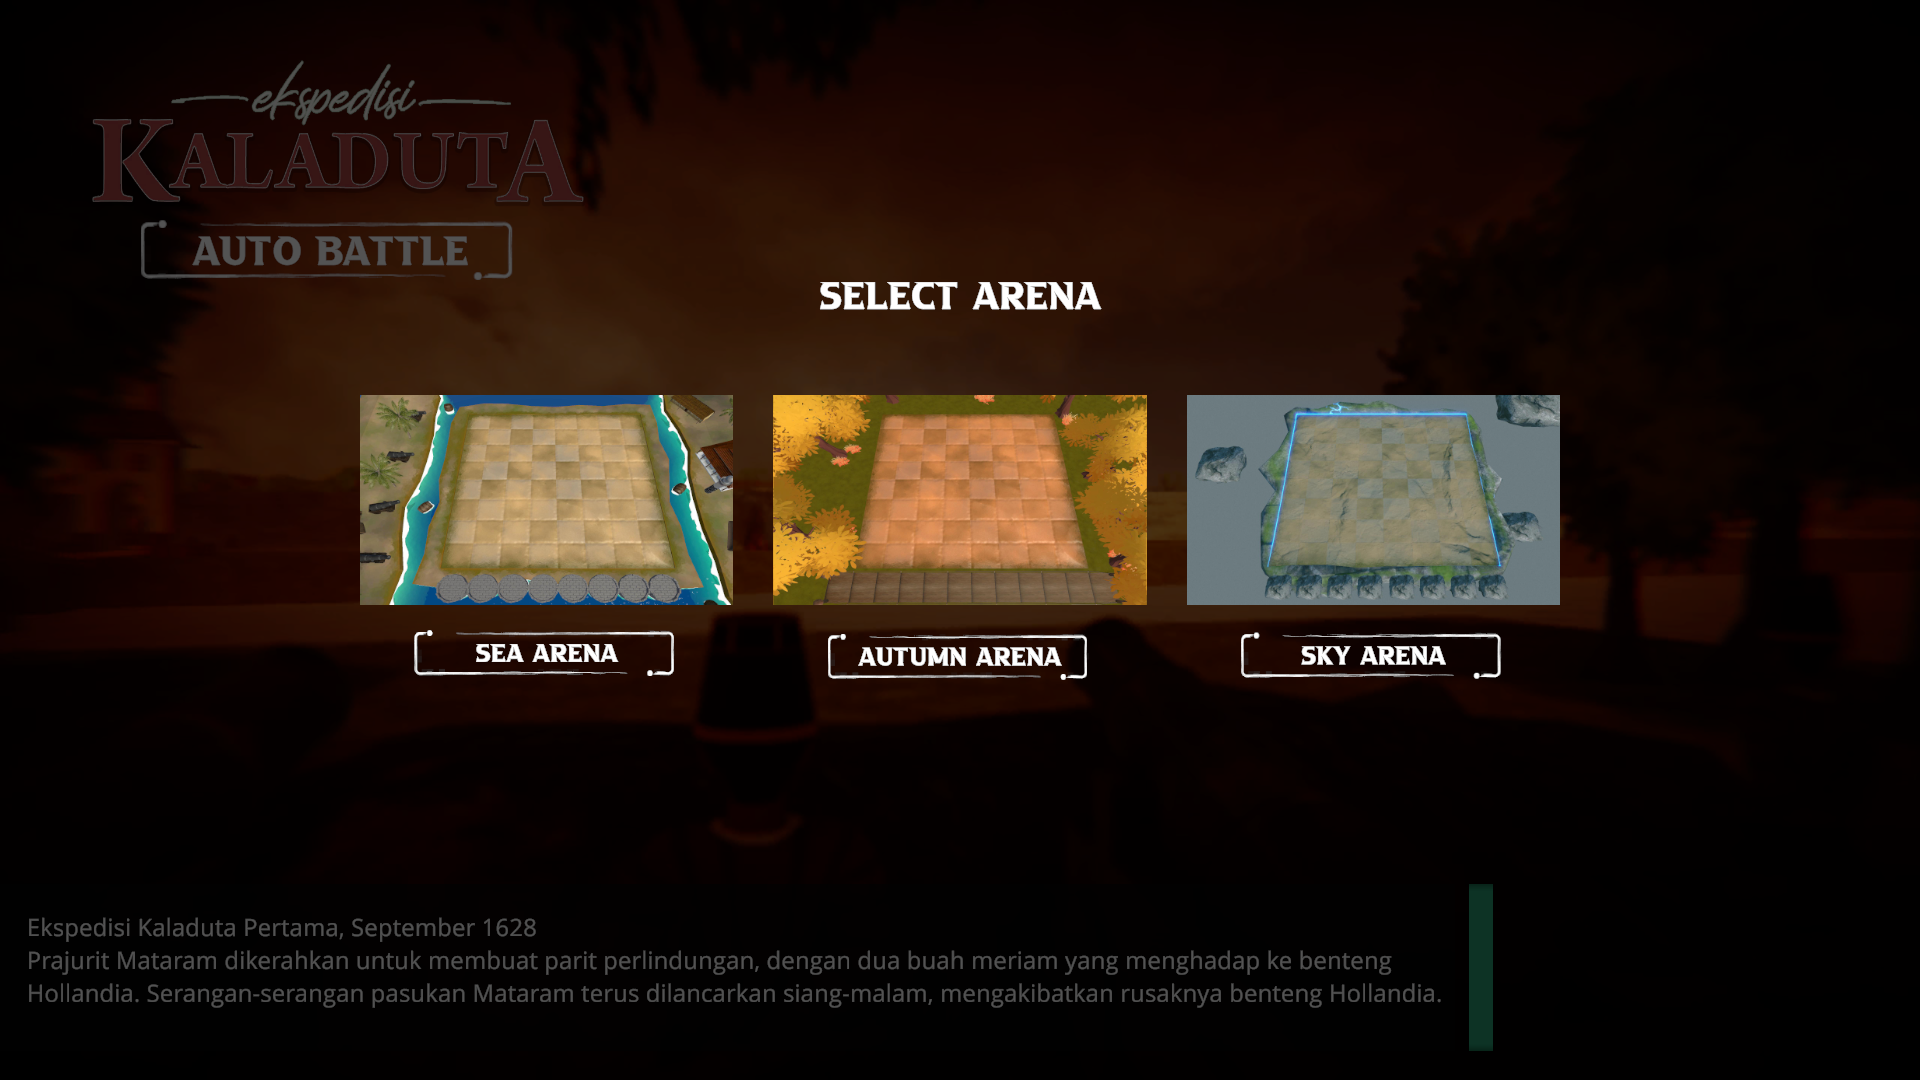 ekspedisi
KALADUTA
AUTO BATTLE
SELECT ARENA
SEA ARENA
AUTUMN ARENA
SKY ARENA
Ekspedisi Kaladuta Pertama, September 1628
Prajurit Mataram dikerahkan untuk membuat parit perlindungan, dengan dua buah meriam yang menghadap ke benteng
Hollandia. Serangan-serangan pasukan Mataram terus dilancarkan siang-malam, mengakibatkan rusaknya benteng Hollandia.